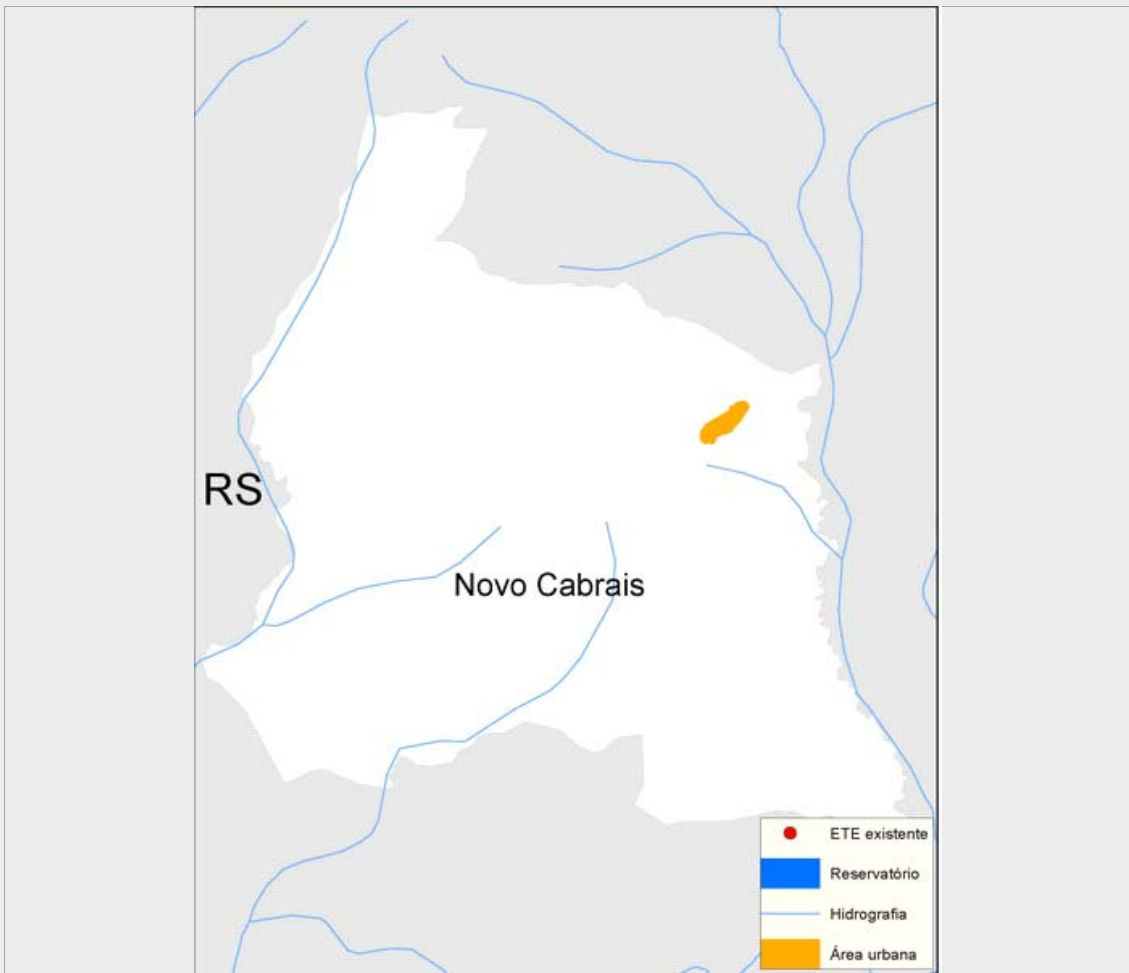 RS
Novo Cabrais
ETE existente
Reservatório
Hidrografia
Área urbana